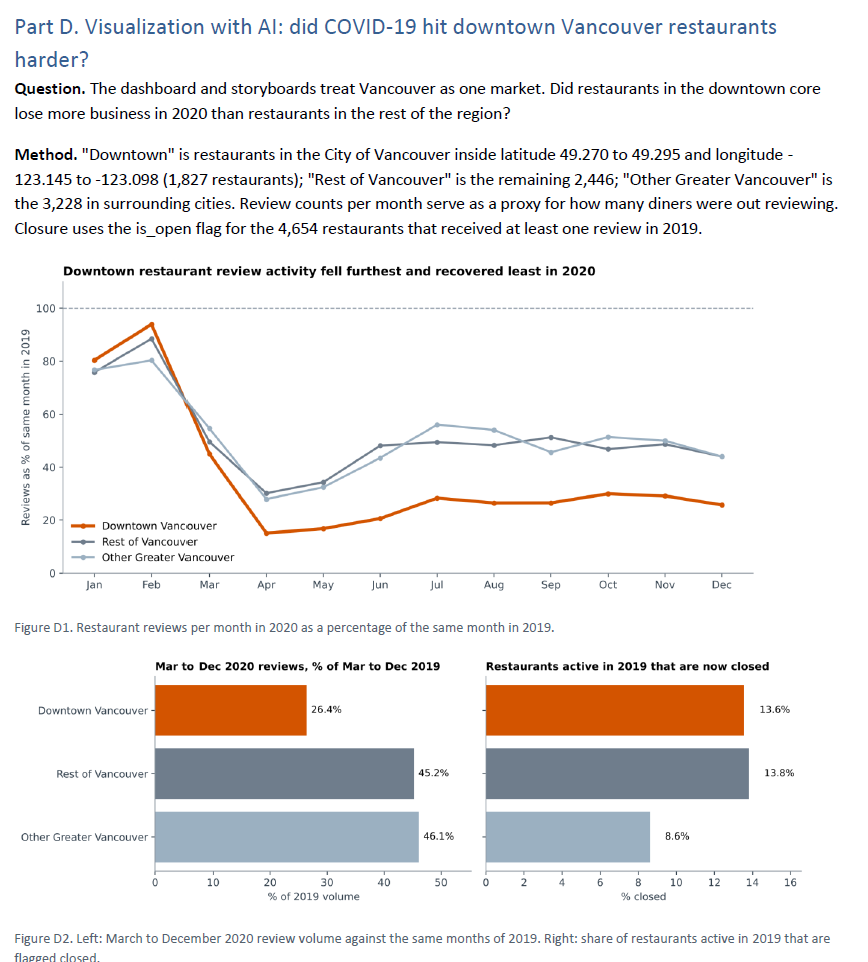 Part D. Visualization with AI: did COVID-19 hit downtown Vancouver restaurants
harder?
Question. The dashboard and storyboards treat Vancouver as one market. Did restaurants in the downtown core
lose more business in 2020 than restaurants in the rest of the region?
Method. "Downtown" is restaurants in the City of Vancouver inside latitude 49.270 to 49.295 and longitude -
123.145 to -123.098 (1,827 restaurants); "Rest of Vancouver" is the remaining 2,446; "Other Greater Vancouver" is
the 3,228 in surrounding cities. Review counts per month serve as a proxy for how many diners were out reviewing.
Closure uses the is_open flag for the 4,654 restaurants that received at least one review in 2019.
Downtown restaurant review activity fell furthest and recovered least in 2020
Reviews as % of same month in 2019
100
80
60
40
20
0
Downtown Vancouver
Rest of Vancouver
Other Greater Vancouver
Jan Feb Mar Apr May Jun Jul Aug Sep Oct Nov Dec
Figure D1. Restaurant reviews per month in 2020 as a percentage of the same month in 2019.
Mar to Dec 2020 reviews, % of Mar to Dec 2019
Downtown Vancouver 26.4%
Rest of Vancouver 45.2%
Other Greater Vancouver 46.1%
0 10 20 30 40 50
% of 2019 volume
Restaurants active in 2019 that are now closed
13.6%
13.8%
8.6%
0 2 4 6 8 10 12 14 16
% closed
Figure D2. Left: March to December 2020 review volume against the same months of 2019. Right: share of restaurants active in 2019 that are
flagged closed.